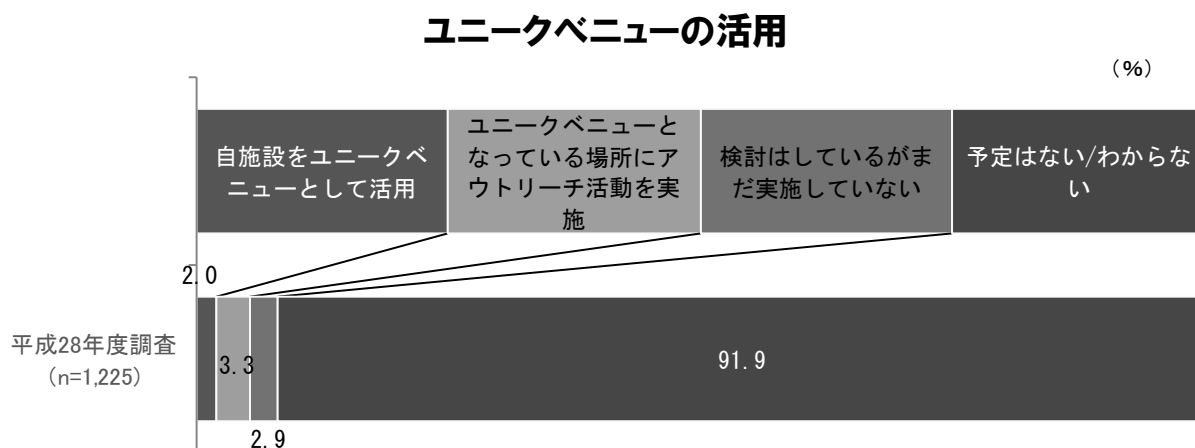 ユニークベニューの活用
（%）
自施設をユニークベ
ニューとして活用
ユニークベニューと
なっている場所にア
ウトリーチ活動を実
施
検討はしているがま
だ実施していない
予定はない/わからな
い
2.0
平成28年度調査
（n=1,225）
3.3
91.9
2.9